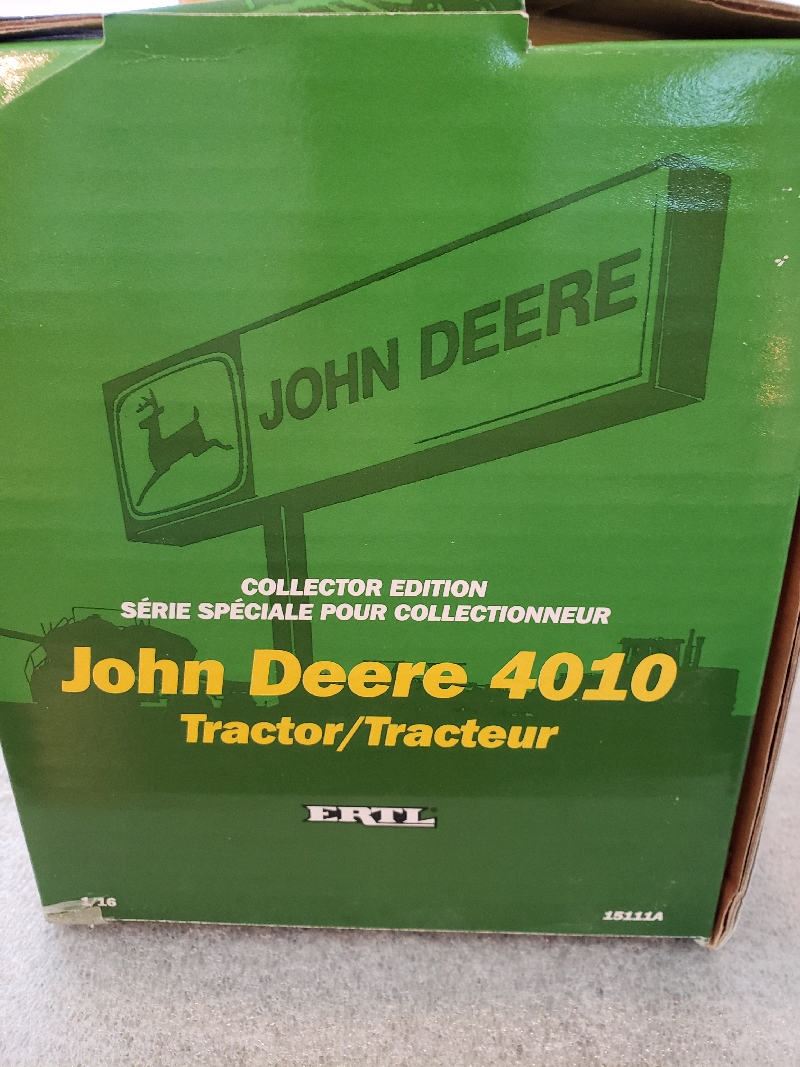 JOHN DEERE
COLLECTOR EDITION
SÉRIE SPÉCIALE POUR COLLECTIONNEUR
John Deere 4010
Tractor/Tracteur
ERTL
1/16
15111A